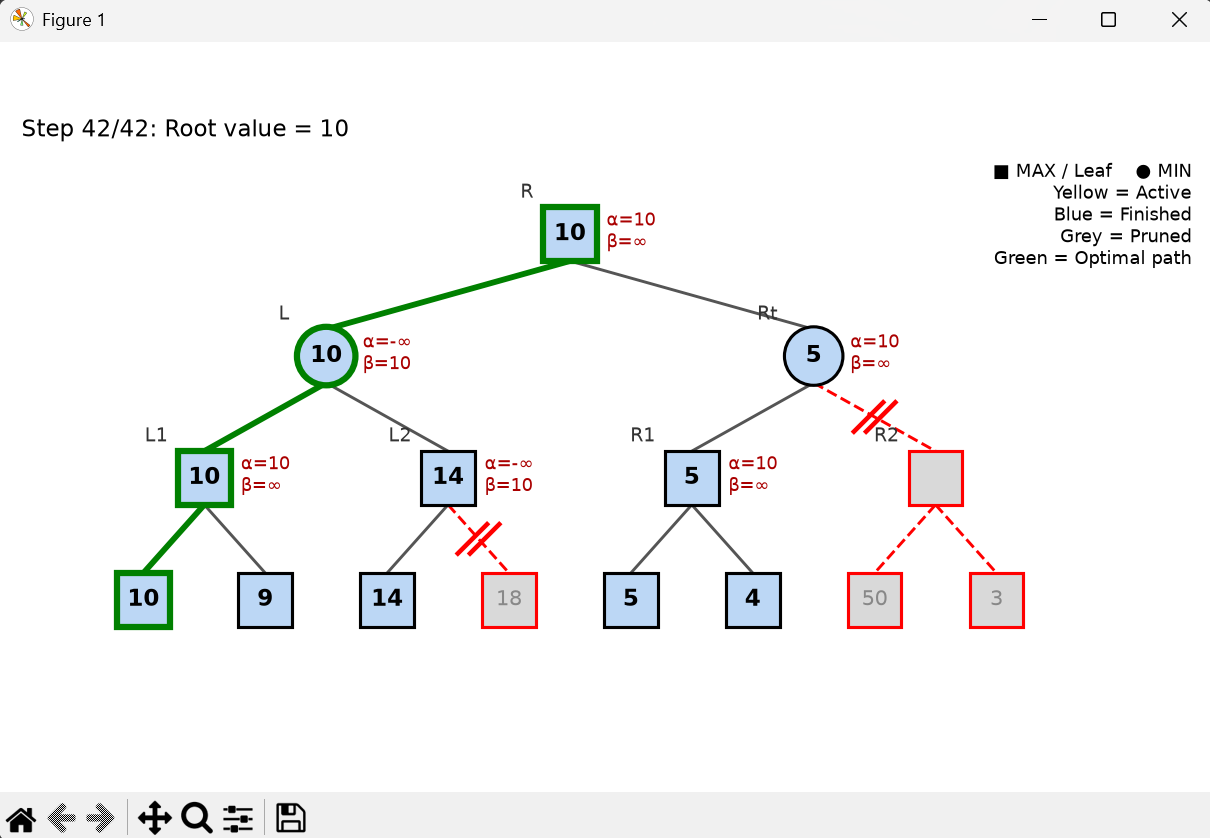 Figure 1
Step 42/42: Root value = 10
■ MAX / Leaf ● MIN
Yellow = Active
Blue = Finished
Grey = Pruned
Green = Optimal path
R
10
α=10
β=∞
L
10
α=-∞
β=10
Rt
5
α=10
β=∞
L1
10
α=10
β=∞
L2
14
α=-∞
β=10
R1
5
α=10
β=∞
R2
10
9
14
18
5
4
50
3